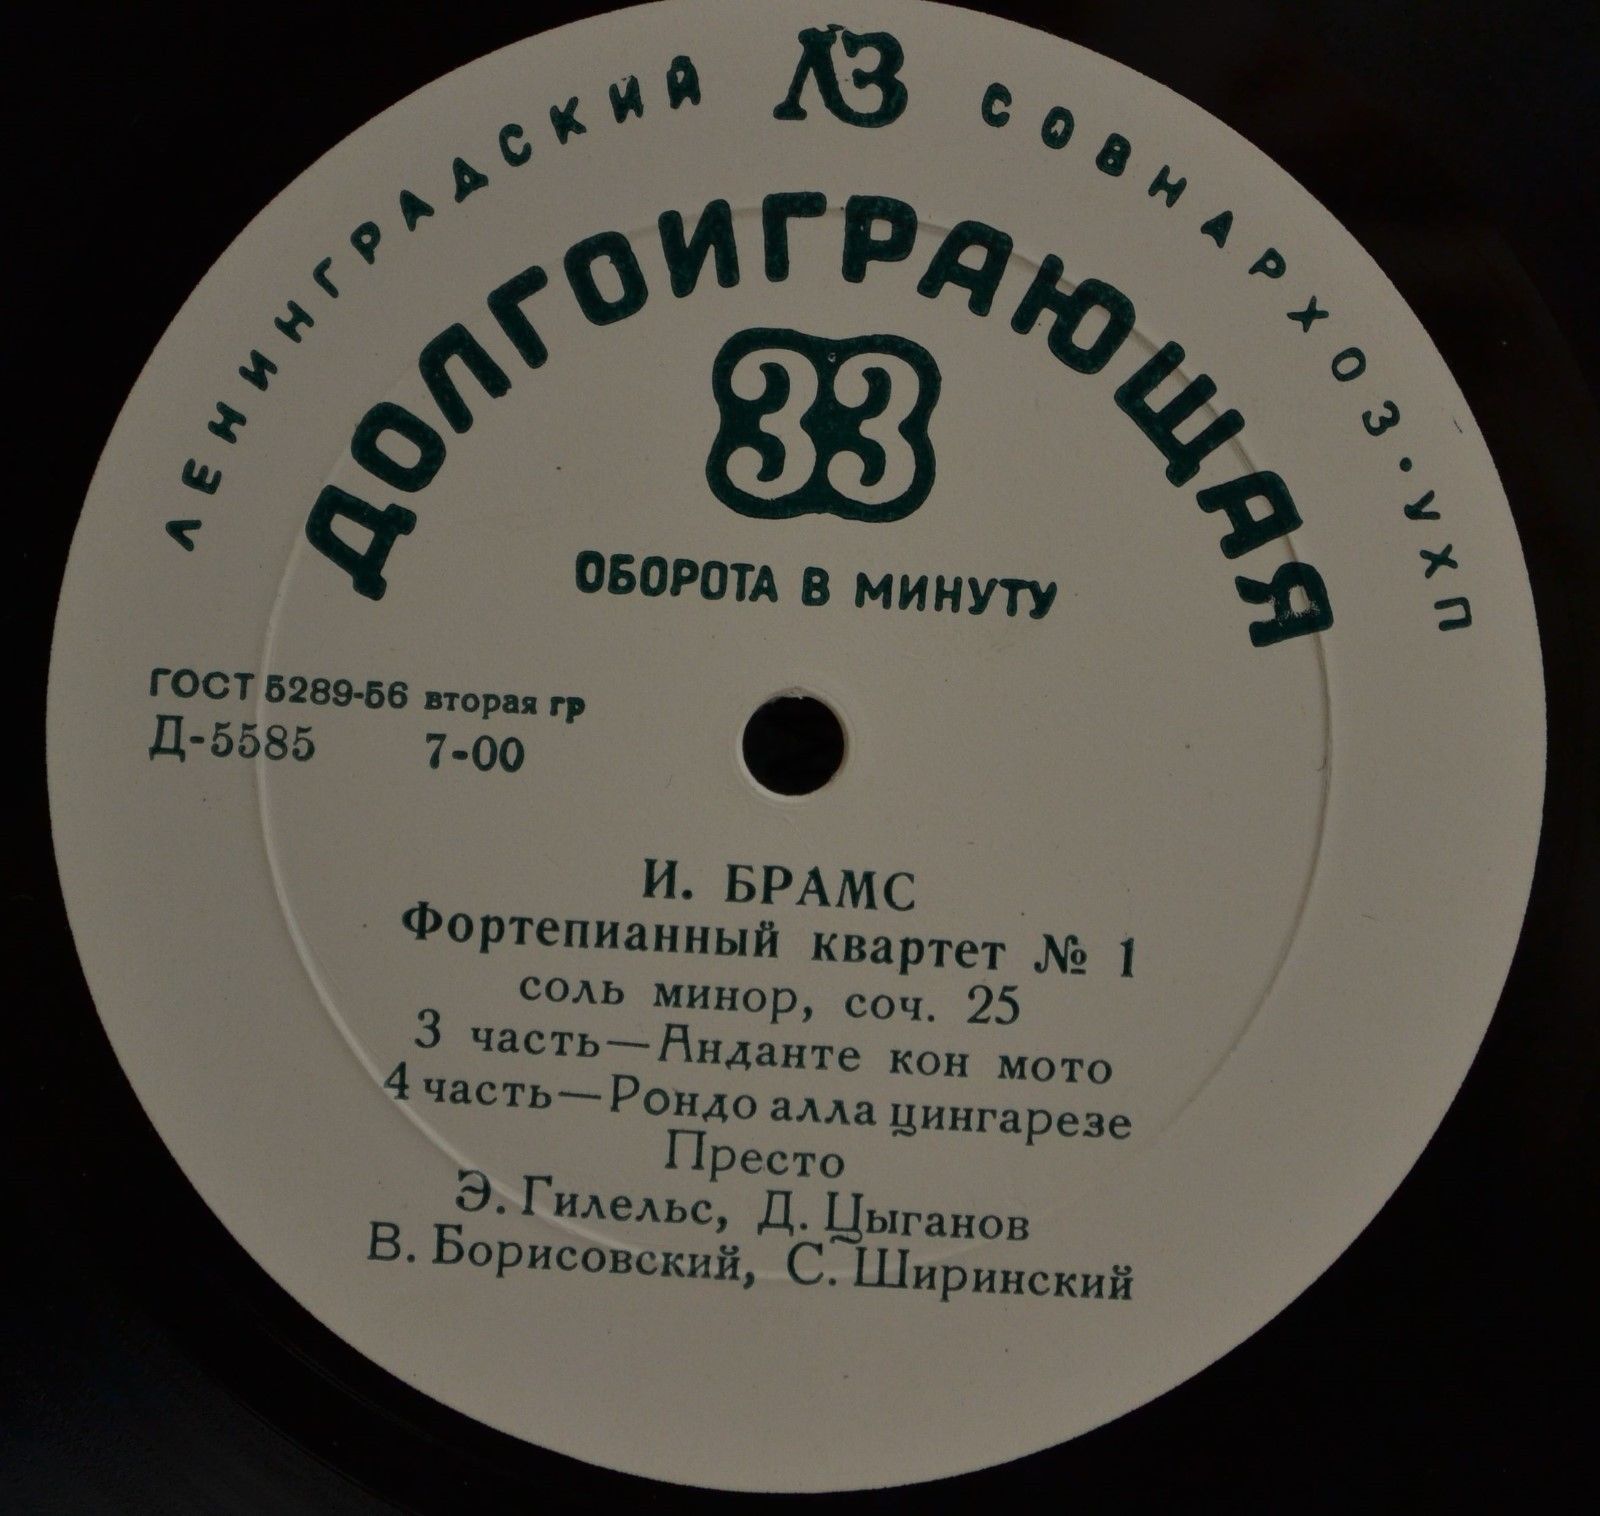 ЛЕНИНГРАДСКИЙ ЛЗ СОВНАРХОЗ·УХП
ДОЛГОИГРАЮЩАЯ
33
ОБОРОТА В МИНУТУ
ГОСТ 5289-56 вторая гр
Д-5585 7-00
И. БРАМС
Фортепианный квартет № 1
соль минор, соч. 25
3 часть—Анданте кон мото
4 часть—Рондо алла цингарезе
Престо
Э. Гилельс, Д. Цыганов
В. Борисовский, С. Ширинский